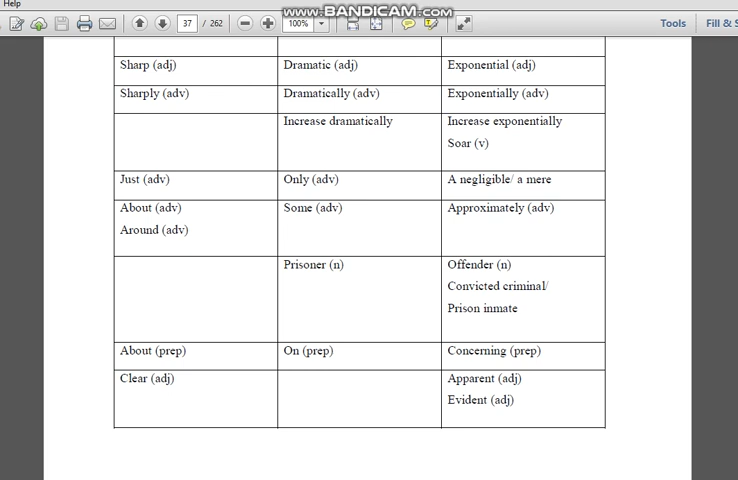 Help
www.BANDICAM.com
37 / 262
100%
Tools
Fill & S
Sharp (adj) Dramatic (adj) Exponential (adj)
Sharply (adv) Dramatically (adv) Exponentially (adv)
Increase dramatically Increase exponentially
Soar (v)
Just (adv) Only (adv) A negligible/ a mere
About (adv) Some (adv) Approximately (adv)
Around (adv)
Prisoner (n) Offender (n)
Convicted criminal/
Prison inmate
About (prep) On (prep) Concerning (prep)
Clear (adj) Apparent (adj)
Evident (adj)